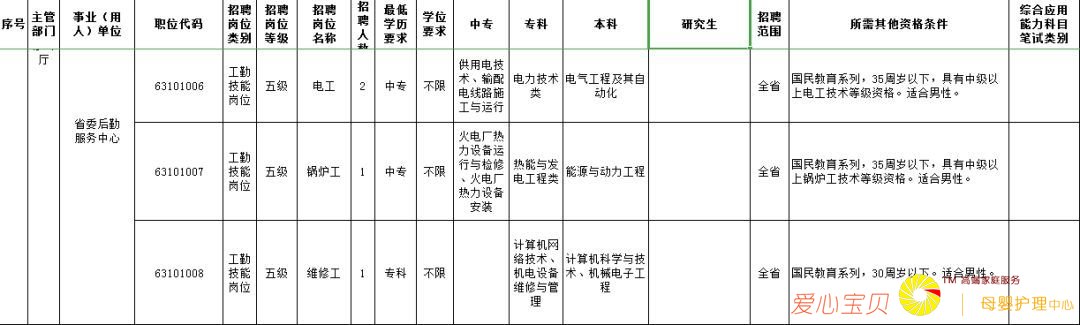 序号 主管部门 事业（用人）单位 职位代码 招聘岗位类别 招聘岗位等级 招聘岗位名称 招聘人数 最低学历要求 学位要求 中专 专科 本科 研究生 招聘范围 所需其他资格条件 综合应用能力科目笔试类别
厅
省委后勤服务中心
63101006 工勤技能岗位 五级 电工 2 中专 不限 供用电技术、输配电线路施工与运行 电力技术类 电气工程及其自动化 全省 国民教育系列，35周岁以下，具有中级以上电工技术等级资格。适合男性。
63101007 工勤技能岗位 五级 锅炉工 1 中专 不限 火电厂热力设备运行与检修、火电厂热力设备安装 热能与发电工程类 能源与动力工程 全省 国民教育系列，35周岁以下，具有中级以上锅炉工技术等级资格。适合男性。
63101008 工勤技能岗位 五级 维修工 1 专科 不限 计算机网络技术、机电设备维修与管理 计算机科学与技术、机械电子工程 全省 国民教育系列，30周岁以下。适合男性。
爱心宝贝 TM 高端家庭服务 母婴护理中心